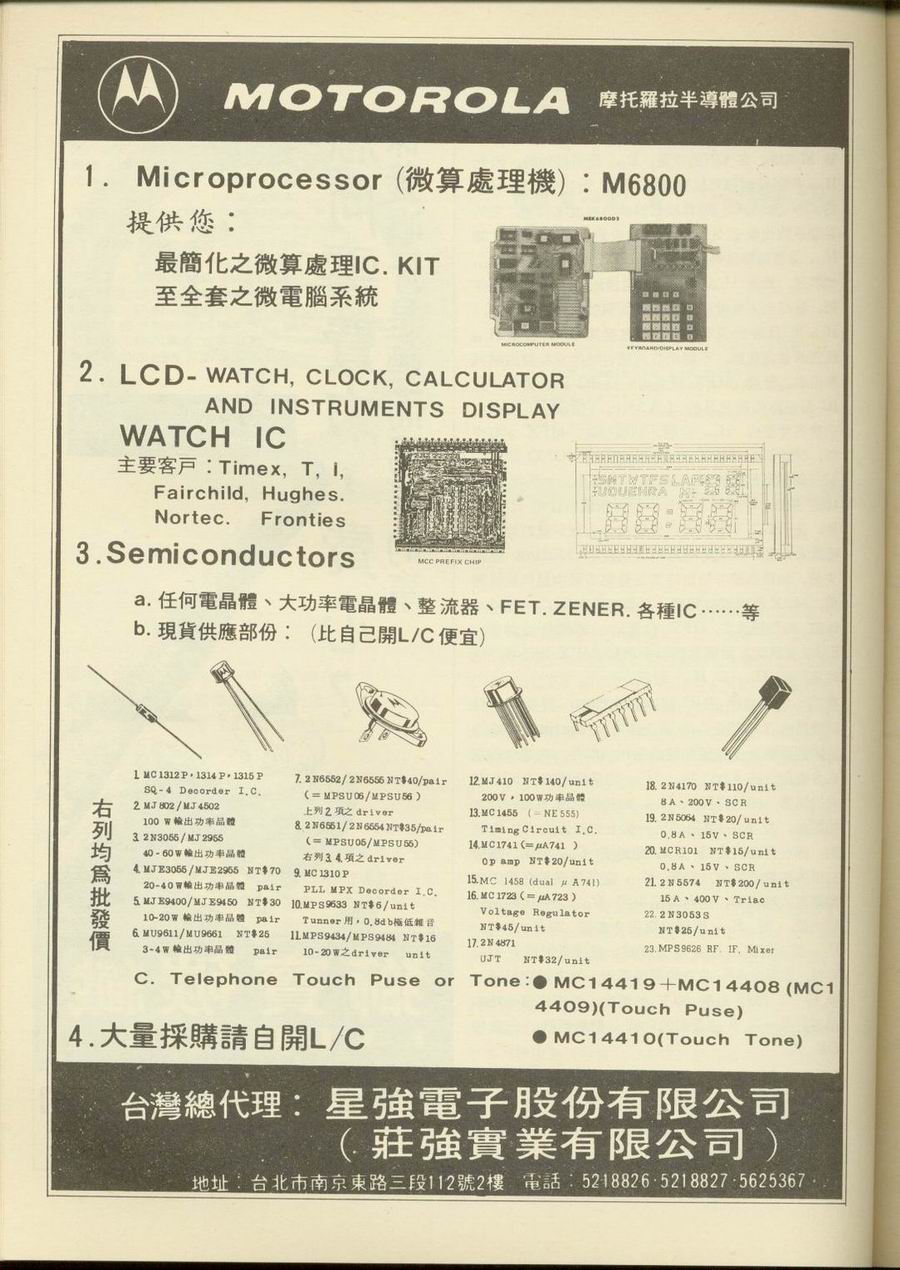 MOTOROLA 摩托羅拉半導體公司
1. Microprocessor (微算處理機) : M6800
提供您：
最簡化之微算處理IC. KIT
至全套之微電腦系統
MEK6800D2
MICROCOMPUTER MODULE
KEYBOARD/DISPLAY MODULE
2. LCD- WATCH, CLOCK, CALCULATOR
AND INSTRUMENTS DISPLAY
WATCH IC
主要客戸：Timex, T, I,
Fairchild, Hughes.
Nortec. Fronties
MCC PREFIX CHIP
3.Semiconductors
a. 任何電晶體、大功率電晶體、整流器、FET. ZENER. 各種IC……等
b. 現貨供應部份： (比自己開L/C便宜)
右列均爲批發價
1. MC1312P，1314P，1315P
SQ-4 Decorder I.C.
2. MJ802/MJ4502
100 W輸出功率晶體
3. 2N3055/MJ2955
40-60W輸出功率晶體
4. MJE3055/MJE2955 NT$70
20-40W輸出功率晶體 pair
5. MJE9400/MJE9450 NT$30
10-20W輸出功率晶體 pair
6. MU9611/MU9661 NT$25
3-4W輸出功率晶體 pair
7. 2N6552/2N6555 NT$40/pair
(=MPSU06/MPSU56)
上列2.項之driver
8. 2N6551/2N6554NT$35/pair
(=MPSU05/MPSU55)
右列3.4.項之driver
9. MC1310P
PLL MPX Decorder I.C.
10.MPS9633 NT$6/unit
Tunner用，0.8db極低雜音
11.MPS9434/MPS9484 NT$16
10-20W之driver unit
12.MJ410 NT$140/unit
200V，100W功率晶體
13.MC1455 (=NE555)
Timing Circuit I.C.
14.MC1741(=μA741)
Op amp NT$20/unit
15.MC 1458 (dual μA741)
16.MC1723(=μA723)
Voltage Regulator
NT$45/unit
17.2N4871
UJT NT$32/unit
18. 2N4170 NT$110/unit
8A、200V、SCR
19. 2N5064 NT$20/unit
0.8A、15V、SCR
20. MCR101 NT$15/unit
0.8A、15V、SCR
21. 2N5574 NT$200/unit
15A、400V、Triac
22. 2N3053S
NT$25/unit
23.MPS9626 RF. IF. Mixer
C. Telephone Touch Puse or Tone:● MC14419+MC14408(MC1
4409)(Touch Puse)
● MC14410(Touch Tone)
4.大量採購請自開L/C
台灣總代理：星強電子股份有限公司
(莊強實業有限公司)
地址：台北市南京東路三段112號2樓 電話：5218826·5218827·5625367